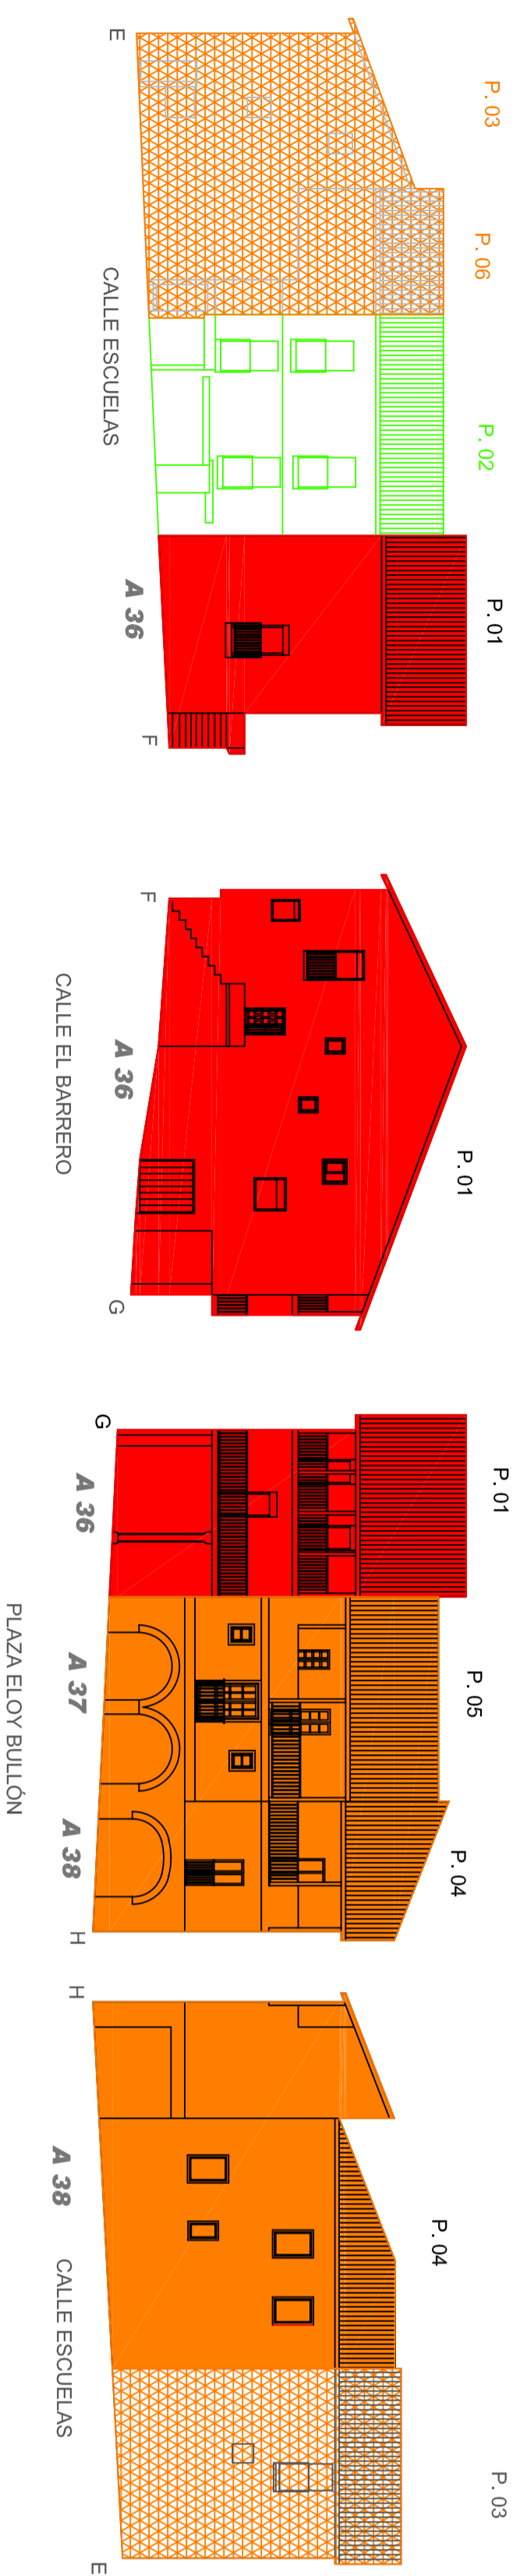 P. 03
P. 06
P. 02
P. 01
E
CALLE ESCUELAS
A 36
F
F
CALLE EL BARRERO
A 36
P. 01
G
G
A 36
P. 01
PLAZA ELOY BULLÓN
A 37
P. 05
A 38
P. 04
H
H
A 38
P. 04
CALLE ESCUELAS
P. 03
E